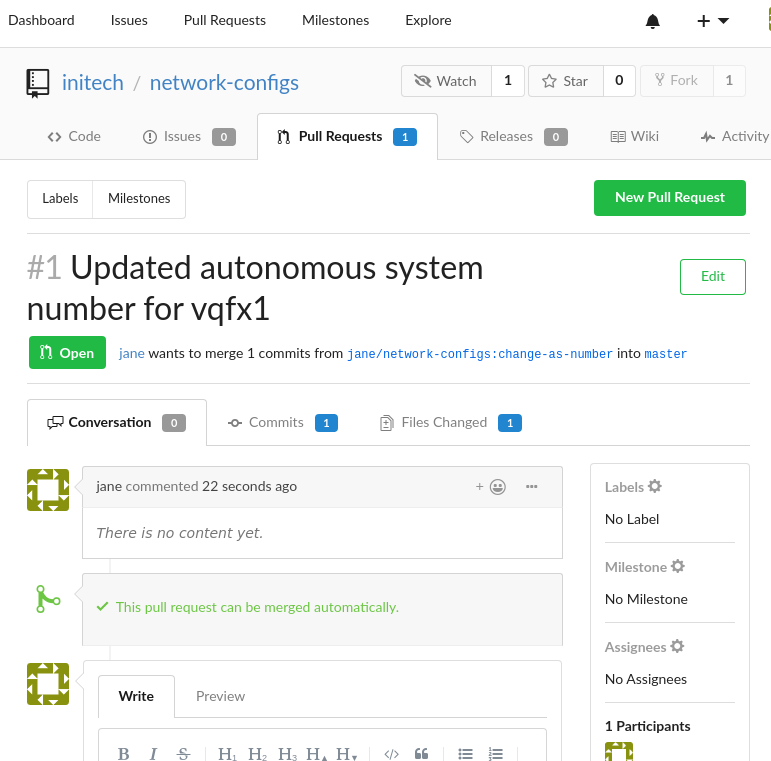 Dashboard Issues Pull Requests Milestones Explore
initech / network-configs Watch 1 Star 0 Fork 1
Code Issues 0 Pull Requests 1 Releases 0 Wiki Activity
Labels Milestones New Pull Request
#1 Updated autonomous system
number for vqfx1
Edit
Open jane wants to merge 1 commits from jane/network-configs:change-as-number into master
Conversation 0 Commits 1 Files Changed 1
jane commented 22 seconds ago
There is no content yet.
This pull request can be merged automatically.
Write Preview
B I S H1 H2 H3 H▲ H▼
Labels
No Label
Milestone
No Milestone
Assignees
No Assignees
1 Participants